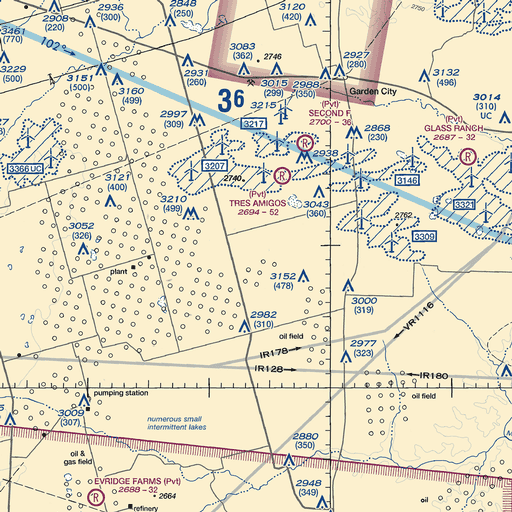 2936
(300)
2908
(220)
2848
(250)
3120
(420)
2750
3461
(770)
102°
3083
(362)
2746
2927
(280)
3229
(500)
3151
(500)
2931
(260)
3015
(299)
2988
(350)
Garden City
3132
(496)
3160
(499)
36
3215
(Pvt)
SECOND F
2700 - 36
3014
(310)
UC
2997
(309)
3217
2868
(230)
(Pvt)
GLASS RANCH
2687 - 32
3366 UC
3207
2938
2740
3146
3121
(400)
(Pvt)
TRES AMIGOS
2694 - 52
3043
(360)
3321
3210
(499)
2762
3052
(326)
3309
plant
3152
(478)
3000
(319)
VR1116
2982
(310)
oil field
2977
(323)
IR178
IR128
IR180
pumping station
oil field
3009
(307)
numerous small
intermittent lakes
2880
(350)
oil &
gas field
EVRIDGE FARMS (Pvt)
2688 - 32
2664
refinery
2948
(349)
oil